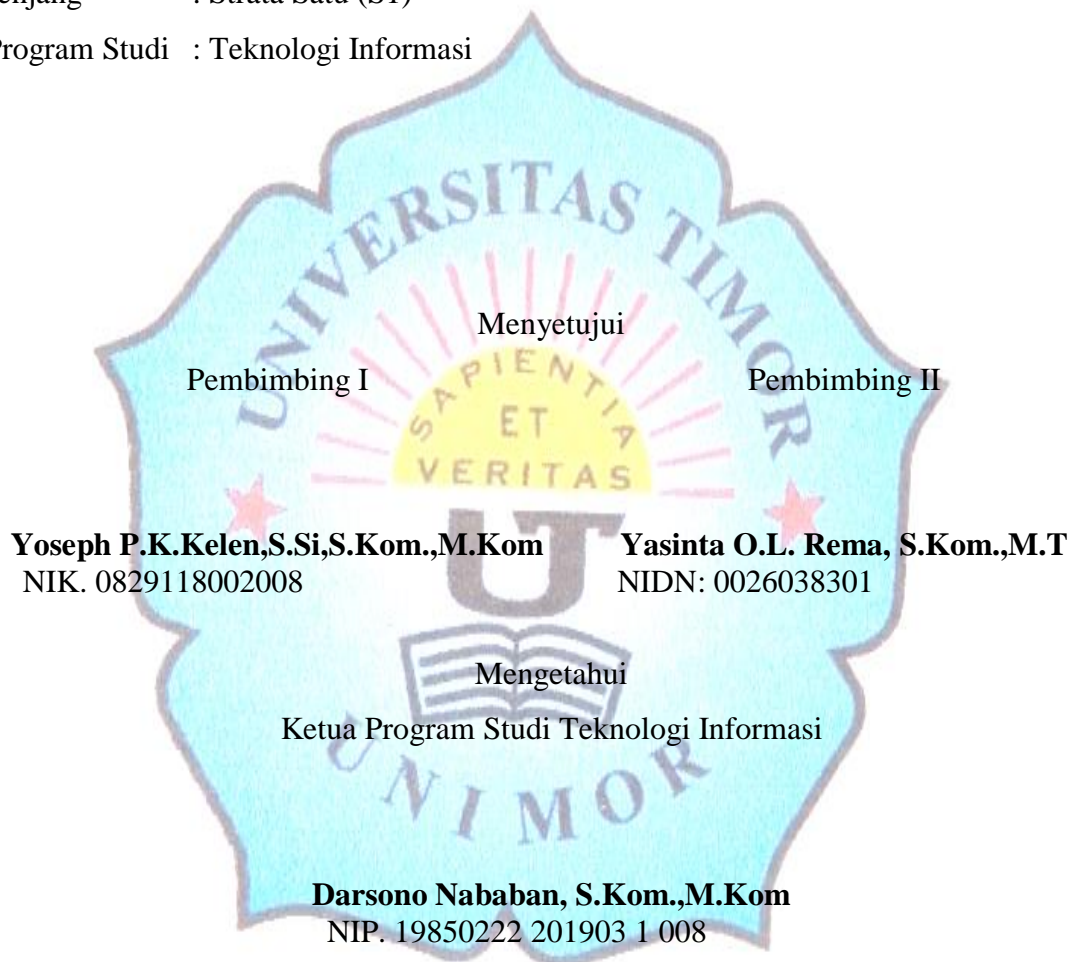 enjang : Strata Satu (S1)
Program Studi : Teknologi Informasi
UNIVERSITAS TIMOR
Menyetujui
Pembimbing I Pembimbing II
SAPIENTIA
ET
VERITAS
UT
Yoseph P.K.Kelen,S.Si,S.Kom.,M.Kom Yasinta O.L. Rema, S.Kom.,M.T
NIK. 0829118002008 NIDN: 0026038301
Mengetahui
Ketua Program Studi Teknologi Informasi
UNIMOR
Darsono Nababan, S.Kom.,M.Kom
NIP. 19850222 201903 1 008